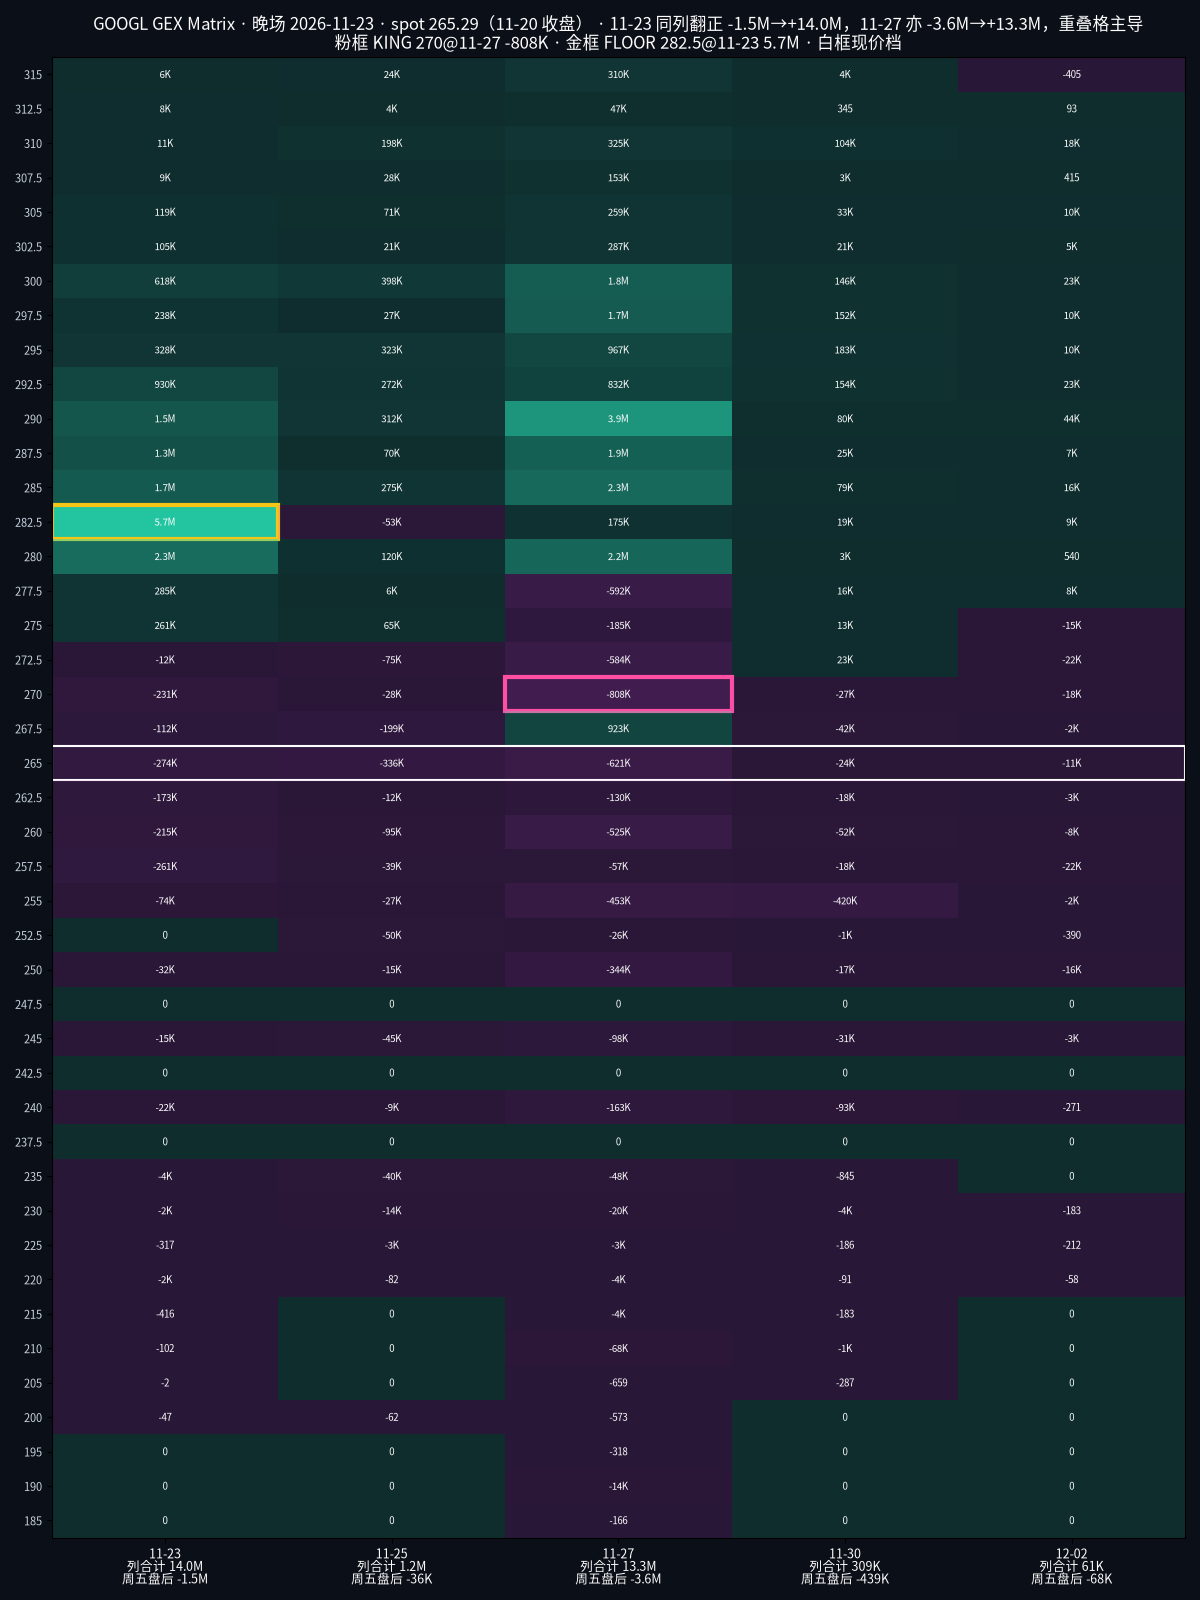 GOOGL GEX Matrix · 晚场 2026-11-23 · spot 265.29（11-20 收盘） · 11-23 同列翻正 -1.5M→+14.0M，11-27 亦 -3.6M→+13.3M，重叠格主导
粉框 KING 270@11-27 -808K · 金框 FLOOR 282.5@11-23 5.7M · 白框现价档
315 6K 24K 310K 4K -405
312.5 8K 4K 47K 345 93
310 11K 198K 325K 104K 18K
307.5 9K 28K 153K 3K 415
305 119K 71K 259K 33K 10K
302.5 105K 21K 287K 21K 5K
300 618K 398K 1.8M 146K 23K
297.5 238K 27K 1.7M 152K 10K
295 328K 323K 967K 183K 10K
292.5 930K 272K 832K 154K 23K
290 1.5M 312K 3.9M 80K 44K
287.5 1.3M 70K 1.9M 25K 7K
285 1.7M 275K 2.3M 79K 16K
282.5 5.7M -53K 175K 19K 9K
280 2.3M 120K 2.2M 3K 540
277.5 285K 6K -592K 16K 8K
275 261K 65K -185K 13K -15K
272.5 -12K -75K -584K 23K -22K
270 -231K -28K -808K -27K -18K
267.5 -112K -199K 923K -42K -2K
265 -274K -336K -621K -24K -11K
262.5 -173K -12K -130K -18K -3K
260 -215K -95K -525K -52K -8K
257.5 -261K -39K -57K -18K -22K
255 -74K -27K -453K -420K -2K
252.5 0 -50K -26K -1K -390
250 -32K -15K -344K -17K -16K
247.5 0 0 0 0 0
245 -15K -45K -98K -31K -3K
242.5 0 0 0 0 0
240 -22K -9K -163K -93K -271
237.5 0 0 0 0 0
235 -4K -40K -48K -845 0
230 -2K -14K -20K -4K -183
225 -317 -3K -3K -186 -212
220 -2K -82 -4K -91 -58
215 -416 0 -4K -183 0
210 -102 0 -68K -1K 0
205 -2 0 -659 -287 0
200 -47 -62 -573 0 0
195 0 0 -318 0 0
190 0 0 -14K 0 0
185 0 0 -166 0 0
11-23 11-25 11-27 11-30 12-02
列合计 14.0M 列合计 1.2M 列合计 13.3M 列合计 309K 列合计 61K
周五盘后 -1.5M 周五盘后 -36K 周五盘后 -3.6M 周五盘后 -439K 周五盘后 -68K